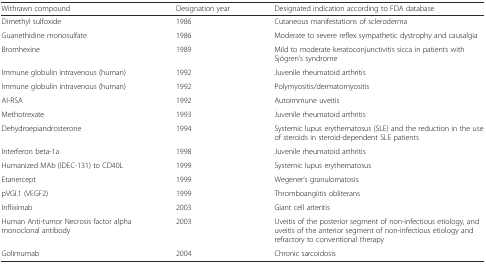 Withrawn compound Designation year Designated indication according to FDA database
Dimethyl sulfoxide 1986 Cutaneous manifestations of scleroderma
Guanethidine monosulfate 1986 Moderate to severe reflex sympathetic dystrophy and causalgia
Bromhexine 1989 Mild to moderate keratoconjunctivitis sicca in patients with
Sjögren's syndrome
Immune globulin intravenous (human) 1992 Juvenile rheumatoid arthritis
Immune globulin intravenous (human) 1992 Polymyositis/dermatomyositis
AI-RSA 1992 Autoimmune uveitis
Methotrexate 1993 Juvenile rheumatoid arthritis
Dehydroepiandrosterone 1994 Systemic lupus erythematosus (SLE) and the reduction in the use
of steroids in steroid-dependent SLE patients
Interferon beta-1a 1998 Juvenile rheumatoid arthritis
Humanized MAb (IDEC-131) to CD40L 1999 Systemic lupus erythematosus
Etanercept 1999 Wegener's granulomatosis
pVGI.1 (VEGF2) 1999 Thromboangiitis obliterans
Infliximab 2003 Giant cell arteritis
Human Anti-tumor Necrosis factor alpha 2003 Uveitis of the posterior segment of non-infectious etiology, and
monoclonal antibody uveitis of the anterior segment of non-infectious etiology and
refractory to conventional therapy
Golimumab 2004 Chronic sarcoidosis